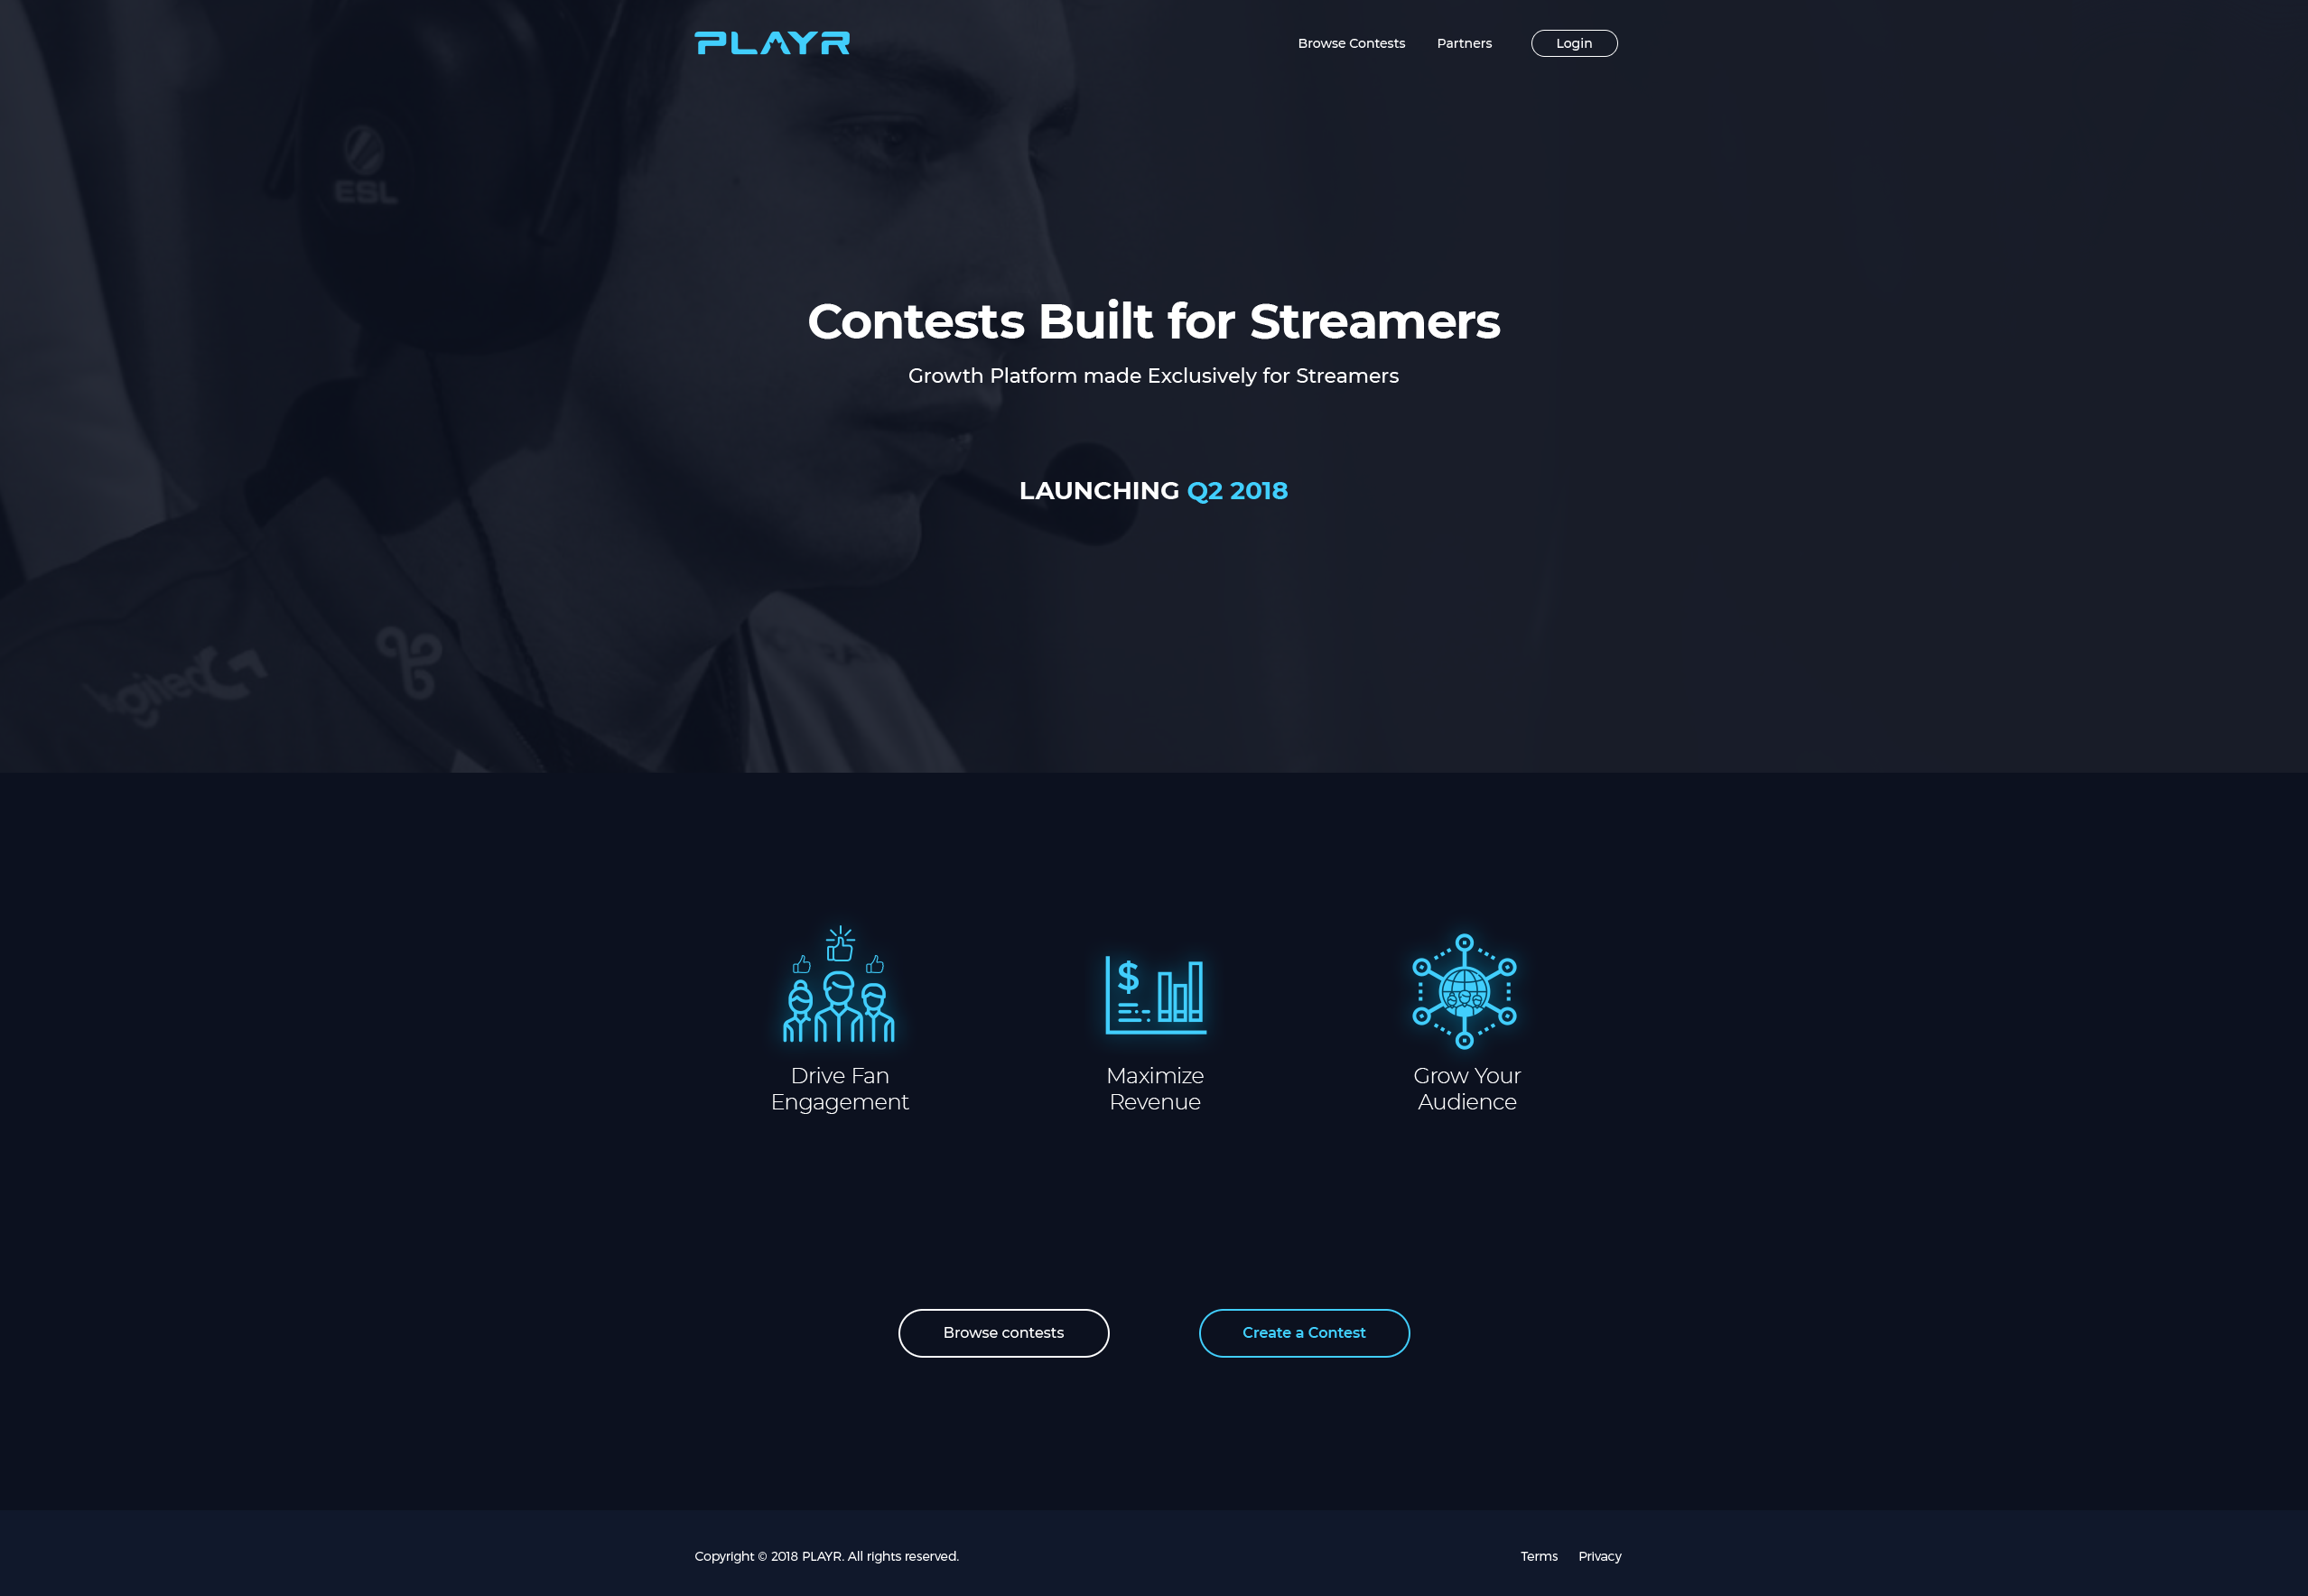 PLAYR
Browse Contests
Partners
Login
ESL
Contests Built for Streamers
Growth Platform made Exclusively for Streamers
LAUNCHING Q2 2018
logitech G
Drive Fan
Engagement
Maximize
Revenue
Grow Your
Audience
Browse contests
Create a Contest
Copyright © 2018 PLAYR. All rights reserved.
Terms
Privacy